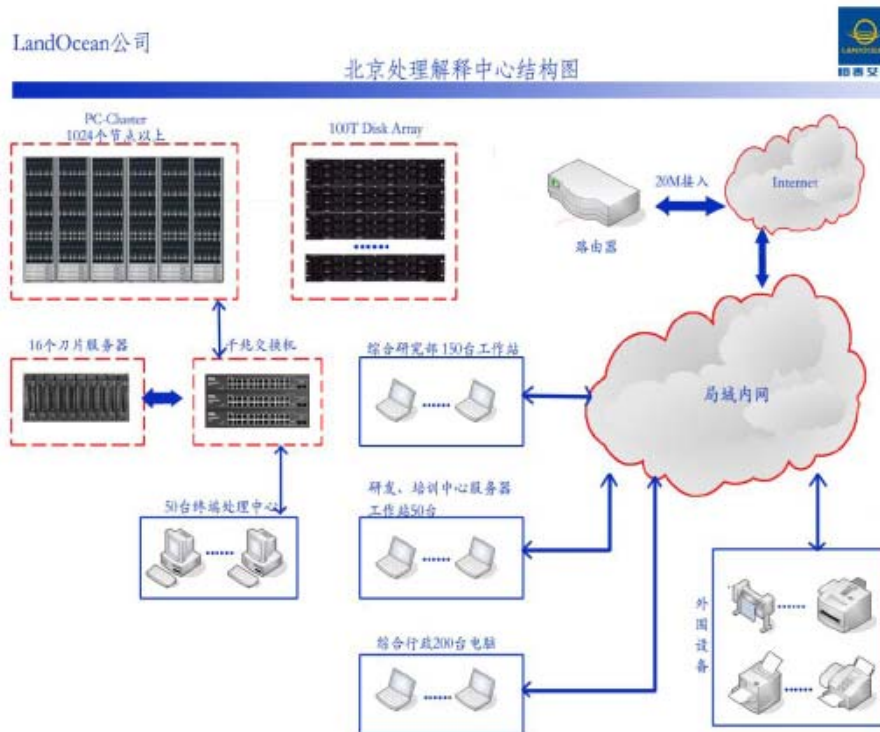 LandOcean公司
北京处理解释中心结构图
LANDOCEAN
PC-Cluster
1024个节点以上
100T Disk Array
20M接入
Internet
路由器
16个刀片服务器
千兆交换机
综合研究部 150台工作站
局域内网
50台终端处理中心
研发、培训中心服务器
工作站50台
外围设备
综合行政200台电脑